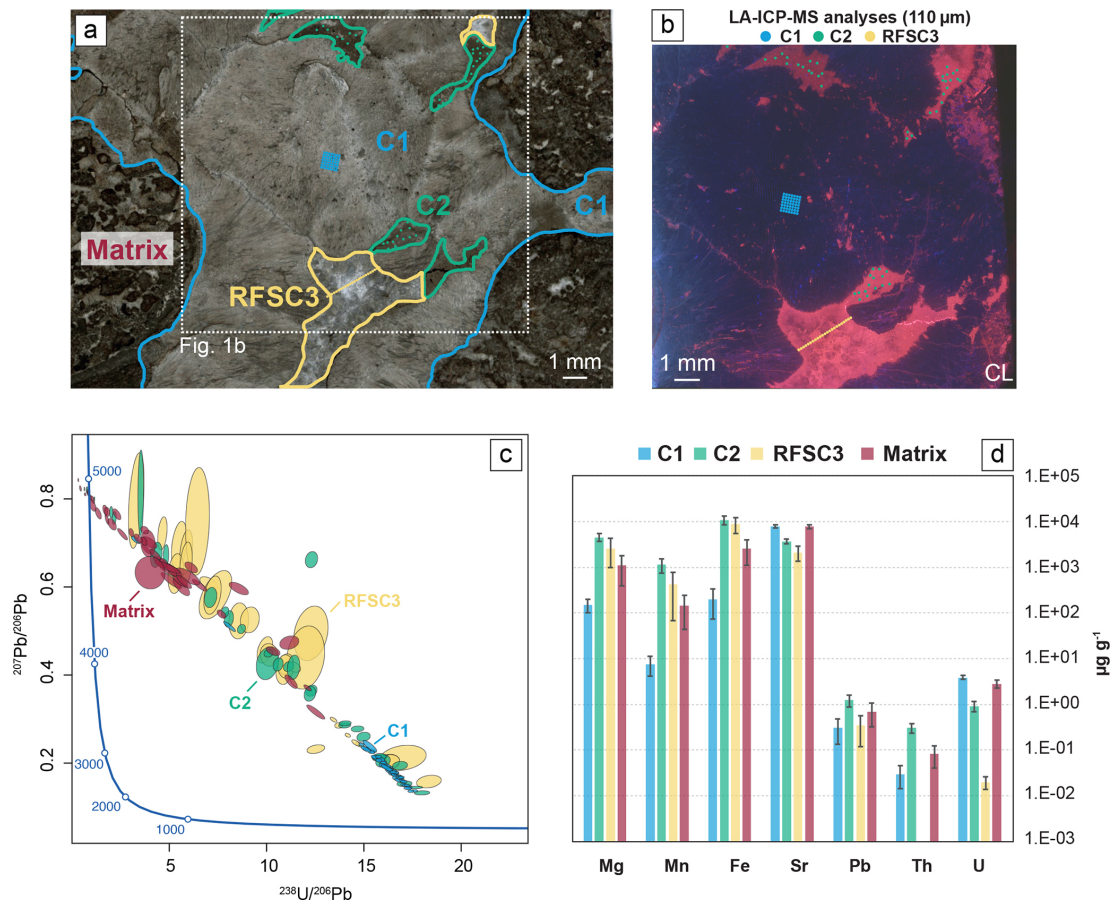 a
C1
C2
C1
Matrix
RFSC3
Fig. 1b
1 mm
b
LA-ICP-MS analyses (110 µm)
C1 C2 RFSC3
1 mm
CL
c
5000
0.8
Matrix
0.6
RFSC3
²⁰⁷Pb/²⁰⁶Pb
4000
0.4
C2
C1
3000
0.2
2000
1000
5 10 15 20
²³⁸U/²⁰⁶Pb
C1 C2 RFSC3 Matrix
d
1.E+05
1.E+04
1.E+03
1.E+02
1.E+01
1.E+00
1.E-01
1.E-02
1.E-03
µg g⁻¹
Mg Mn Fe Sr Pb Th U